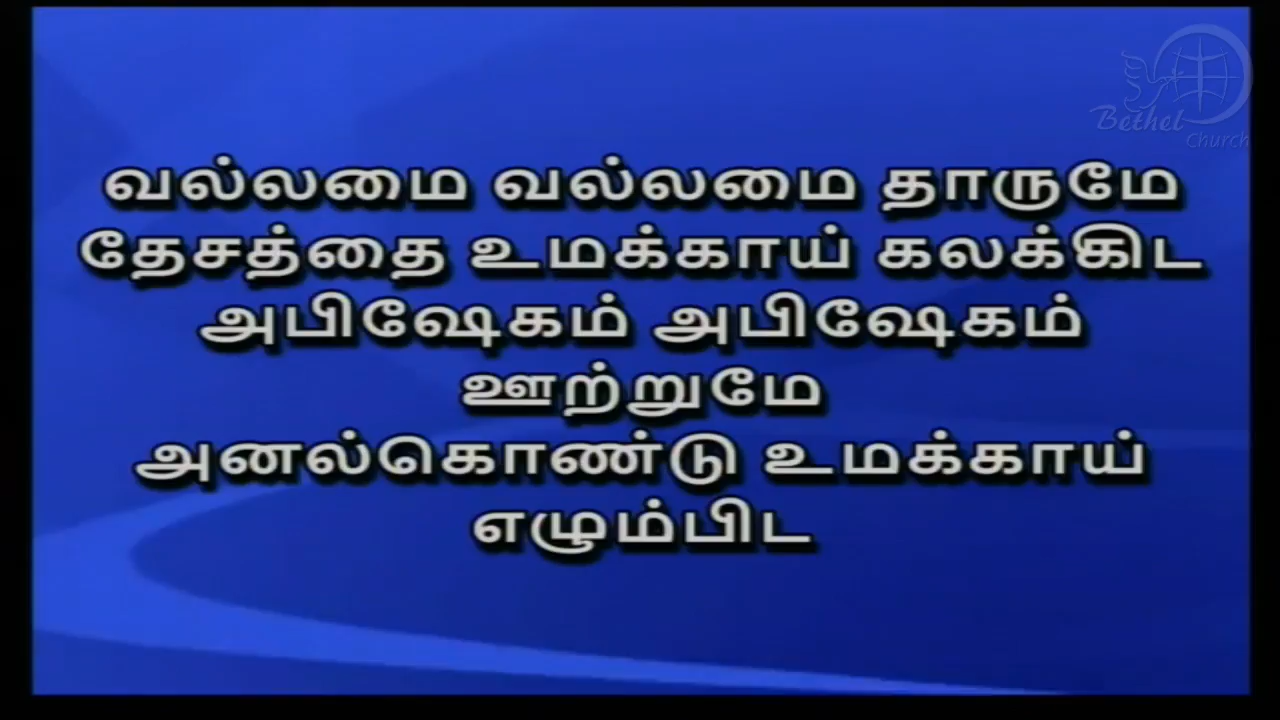 Bethel
Church
வல்லமை வல்லமை தாருமே
தேசத்தை உமக்காய் கலக்கிட
அபிஷேகம் அபிஷேகம்
ஊற்றுமே
அனல்கொண்டு உமக்காய்
எழும்பிட